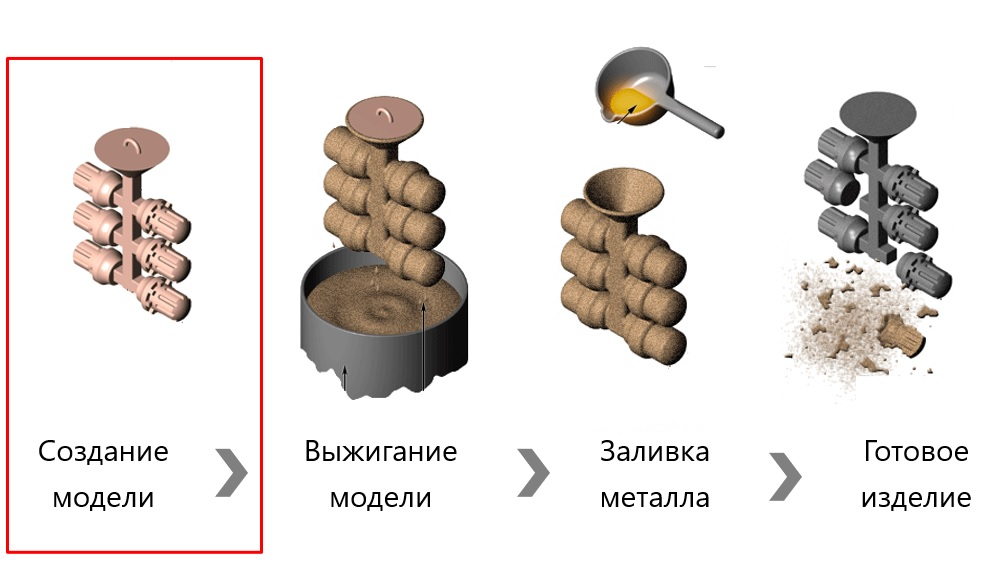 Создание
модели
Выжигание
модели
Заливка
металла
Готовое
изделие